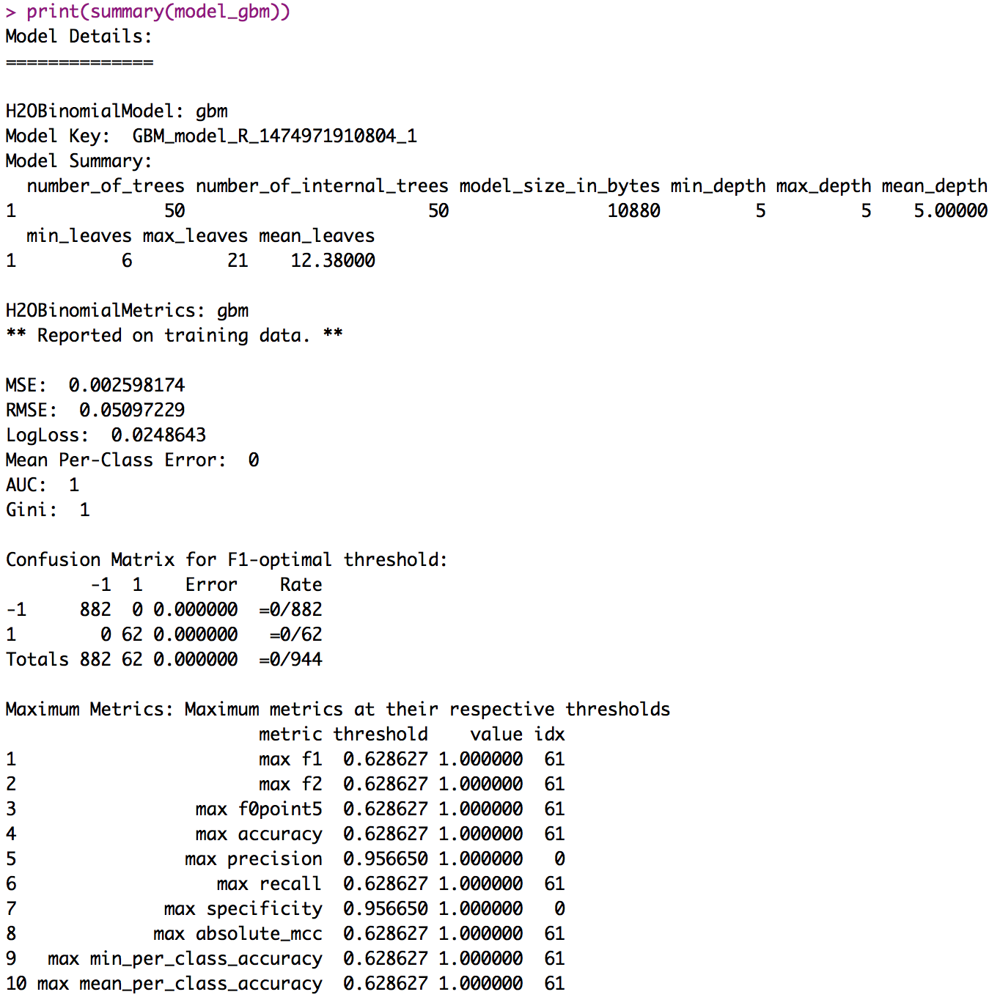 > print(summary(model_gbm))
Model Details:
==============
H2OBinomialModel: gbm
Model Key:  GBM_model_R_1474971910804_1
Model Summary:
  number_of_trees number_of_internal_trees model_size_in_bytes min_depth max_depth mean_depth
1              50                       50               10880         5         5    5.00000
  min_leaves max_leaves mean_leaves
1          6         21    12.38000
H2OBinomialMetrics: gbm
** Reported on training data. **
MSE:  0.002598174
RMSE:  0.05097229
LogLoss:  0.0248643
Mean Per-Class Error:  0
AUC:  1
Gini:  1
Confusion Matrix for F1-optimal threshold:
        -1  1    Error    Rate
-1     882  0 0.000000  =0/882
1        0 62 0.000000   =0/62
Totals 882 62 0.000000  =0/944
Maximum Metrics: Maximum metrics at their respective thresholds
                        metric threshold    value idx
1                       max f1  0.628627 1.000000  61
2                       max f2  0.628627 1.000000  61
3                 max f0point5  0.628627 1.000000  61
4                 max accuracy  0.628627 1.000000  61
5                max precision  0.956650 1.000000   0
6                   max recall  0.628627 1.000000  61
7              max specificity  0.956650 1.000000   0
8             max absolute_mcc  0.628627 1.000000  61
9   max min_per_class_accuracy  0.628627 1.000000  61
10 max mean_per_class_accuracy  0.628627 1.000000  61